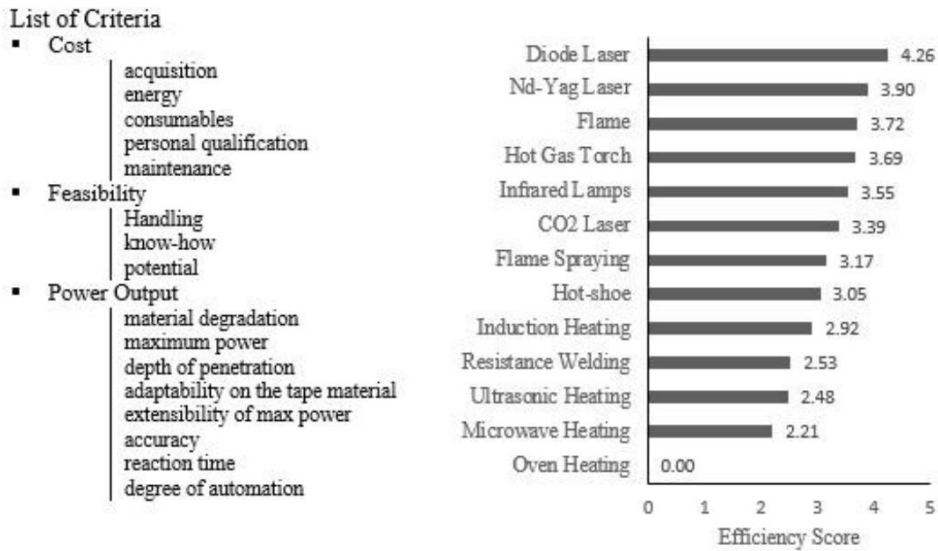 List of Criteria
▪ Cost
acquisition
energy
consumables
personal qualification
maintenance
▪ Feasibility
Handling
know-how
potential
▪ Power Output
material degradation
maximum power
depth of penetration
adaptability on the tape material
extensibility of max power
accuracy
reaction time
degree of automation
Diode Laser 4.26
Nd-Yag Laser 3.90
Flame 3.72
Hot Gas Torch 3.69
Infrared Lamps 3.55
CO2 Laser 3.39
Flame Spraying 3.17
Hot-shoe 3.05
Induction Heating 2.92
Resistance Welding 2.53
Ultrasonic Heating 2.48
Microwave Heating 2.21
Oven Heating 0.00
0 1 2 3 4 5
Efficiency Score